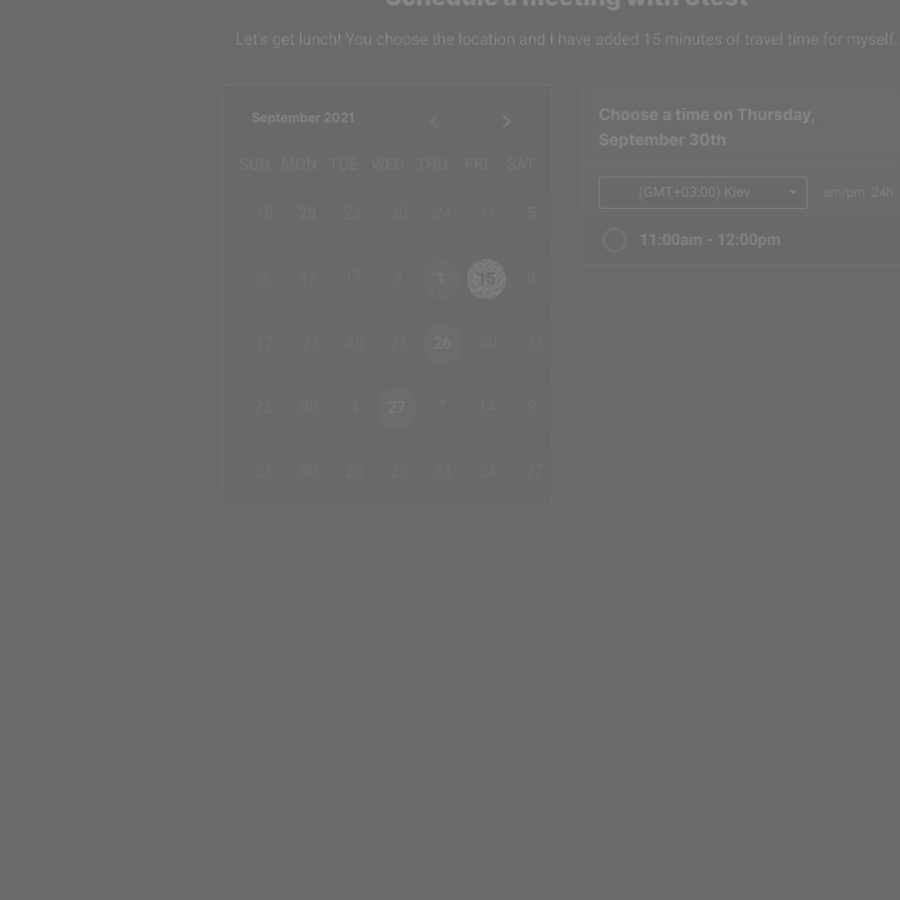 Schedule a meeting with Utest
Let's get lunch! You choose the location and I have added 15 minutes of travel time for myself.
September 2021
SUN MON TUE WED THU FRI SAT
18 28 23 30 24 11 5
3 17 17 9 1 15 8
17 27 20 21 26 30 27
22 30 4 27 7 14 9
25 30 26 25 31 24 27
Choose a time on Thursday,
September 30th
(GMT+03:00) Kiev am/pm 24h
11:00am - 12:00pm